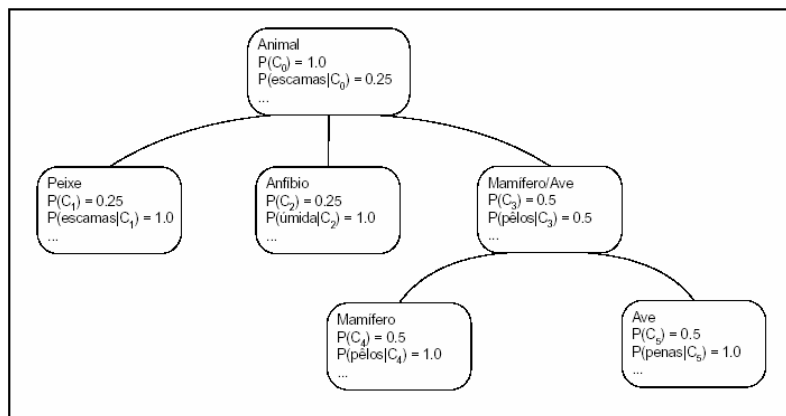 Animal
P(C₀) = 1.0
P(escamas|C₀) = 0.25
...
Peixe
P(C₁) = 0.25
P(escamas|C₁) = 1.0
...
Anfíbio
P(C₂) = 0.25
P(úmida|C₂) = 1.0
...
Mamífero/Ave
P(C₃) = 0.5
P(pêlos|C₃) = 0.5
...
Mamífero
P(C₄) = 0.5
P(pêlos|C₄) = 1.0
...
Ave
P(C₅) = 0.5
P(penas|C₅) = 1.0
...